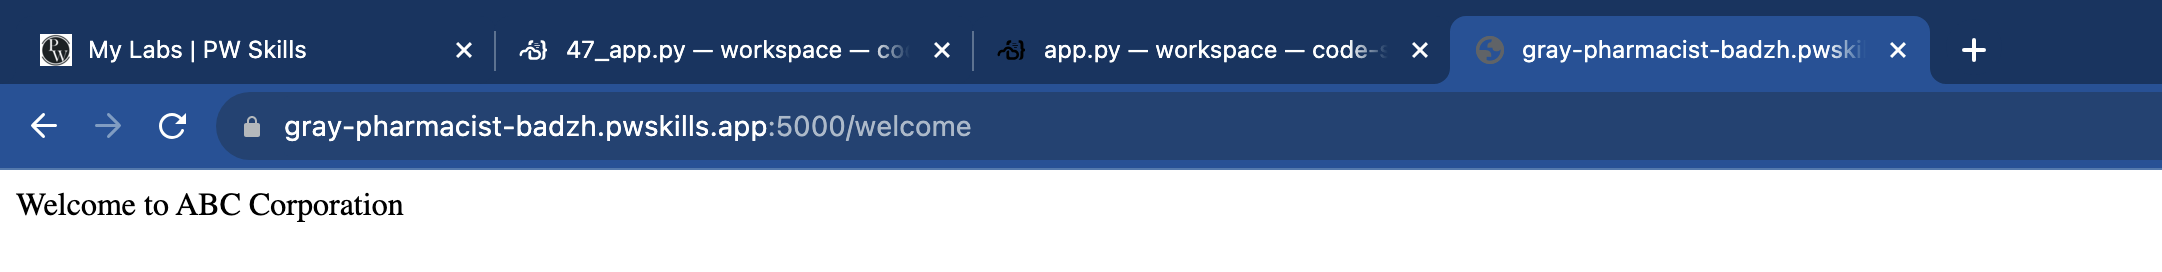 My Labs | PW Skills
47_app.py — workspace — co
app.py — workspace — code-s
gray-pharmacist-badzh.pwski
gray-pharmacist-badzh.pwskills.app:5000/welcome
Welcome to ABC Corporation